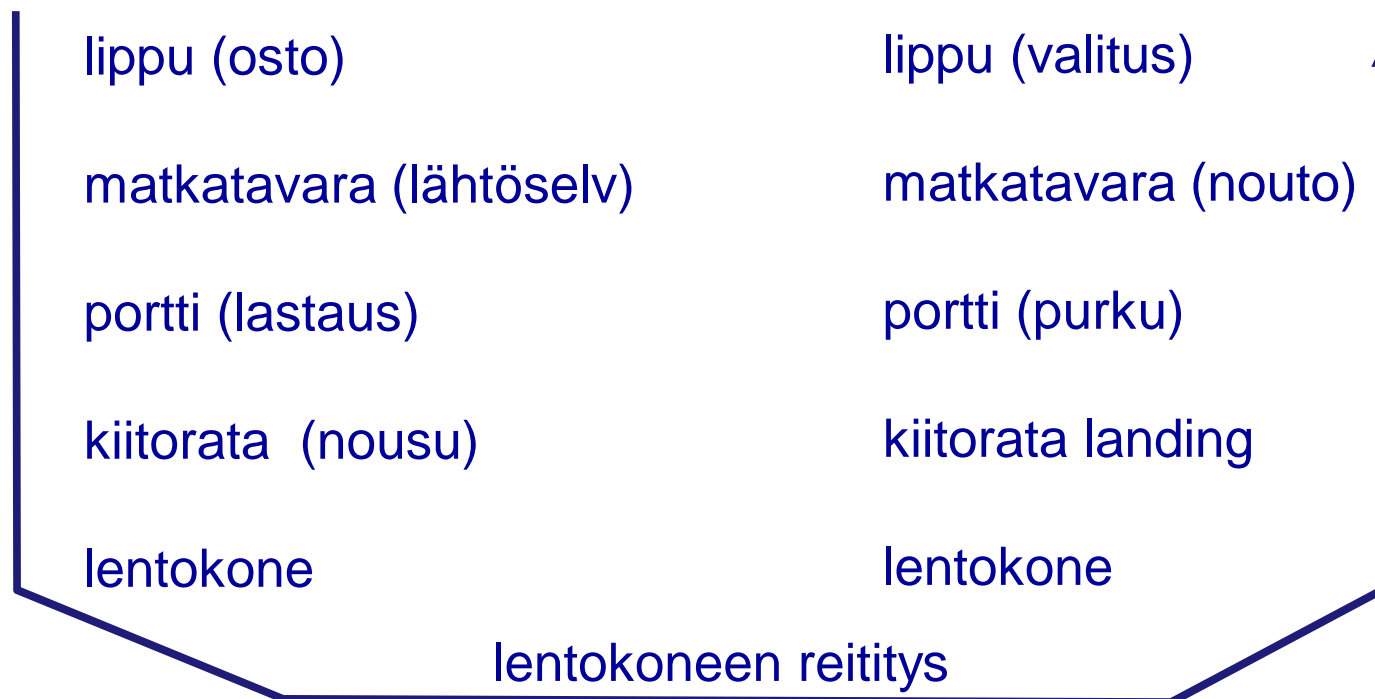 lippu (osto)
lippu (valitus)
matkatavara (lähtöselv)
matkatavara (nouto)
portti (lastaus)
portti (purku)
kiitorata (nousu)
kiitorata landing
lentokone
lentokone
lentokoneen reititys